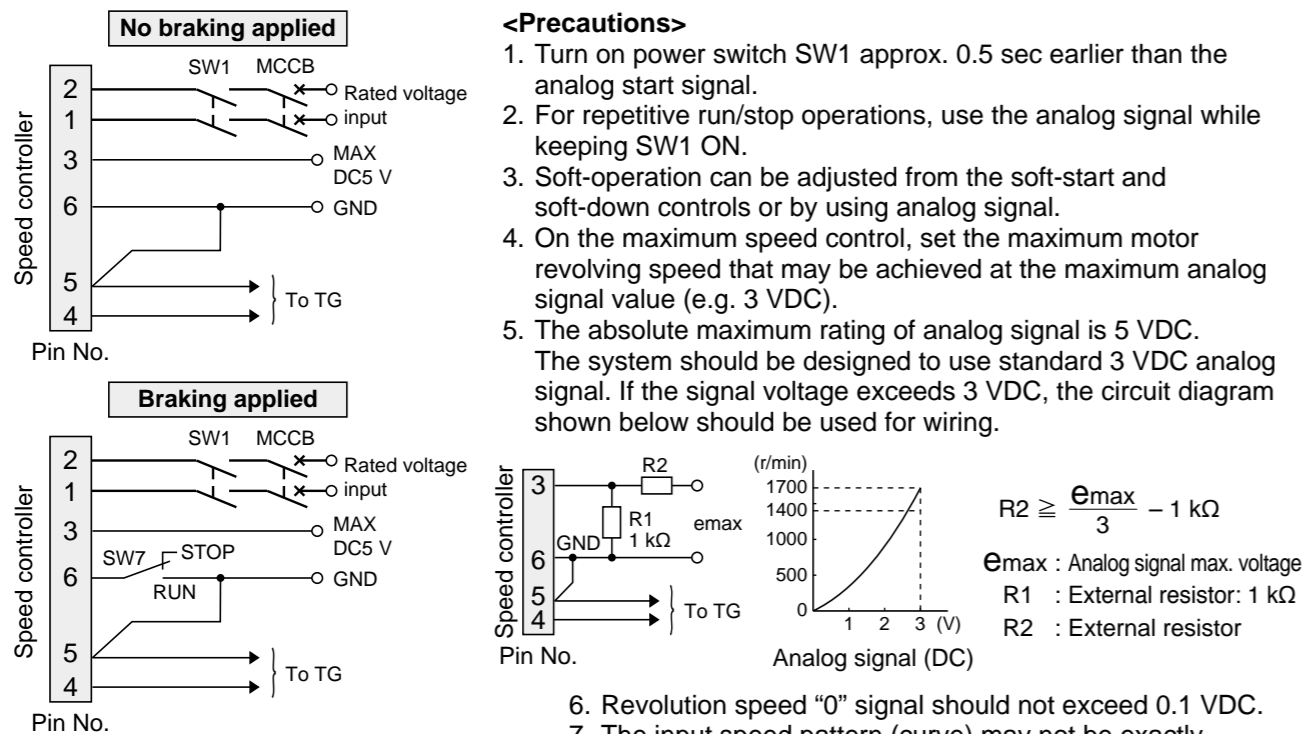 No braking applied
SW1 MCCB
2
1
3
6
5
4
Rated voltage
input
MAX
DC5 V
GND
To TG
Speed controller
Pin No.
Braking applied
SW1 MCCB
2
1
3
6
5
4
Rated voltage
input
MAX
DC5 V
SW7 STOP
RUN
GND
To TG
Speed controller
Pin No.
<Precautions>
1. Turn on power switch SW1 approx. 0.5 sec earlier than the
analog start signal.
2. For repetitive run/stop operations, use the analog signal while
keeping SW1 ON.
3. Soft-operation can be adjusted from the soft-start and
soft-down controls or by using analog signal.
4. On the maximum speed control, set the maximum motor
revolving speed that may be achieved at the maximum analog
signal value (e.g. 3 VDC).
5. The absolute maximum rating of analog signal is 5 VDC.
The system should be designed to use standard 3 VDC analog
signal. If the signal voltage exceeds 3 VDC, the circuit diagram
shown below should be used for wiring.
Speed controller
3
6
5
4
R2
R1
1 kΩ
emax
GND
To TG
Pin No.
(r/min)
1700
1400
1000
500
0
1 2 3 (V)
Analog signal (DC)
R2 ≧ emax / 3 − 1 kΩ
emax : Analog signal max. voltage
R1 : External resistor: 1 kΩ
R2 : External resistor
6. Revolution speed “0” signal should not exceed 0.1 VDC.
7. The input speed pattern (curve) may not be exactly